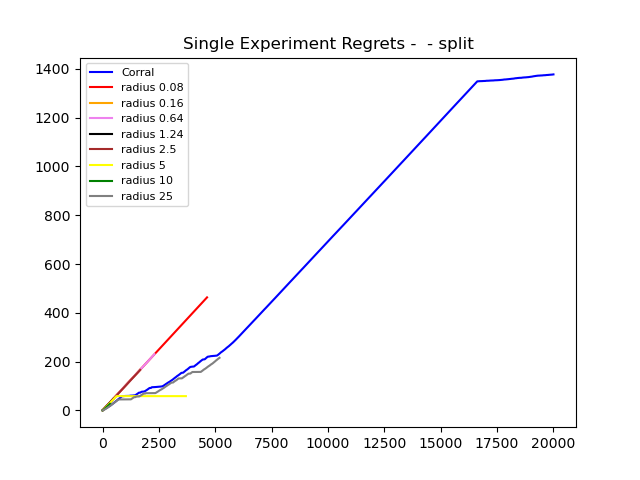 Single Experiment Regrets -  - split
1400
1200
1000
800
600
400
200
0
Corral
radius 0.08
radius 0.16
radius 0.64
radius 1.24
radius 2.5
radius 5
radius 10
radius 25
0 2500 5000 7500 10000 12500 15000 17500 20000